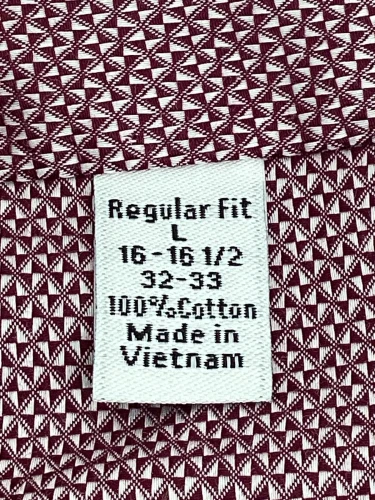 Regular Fit
L
16-16 1/2
32-33
100%Cotton
Made in
Vietnam